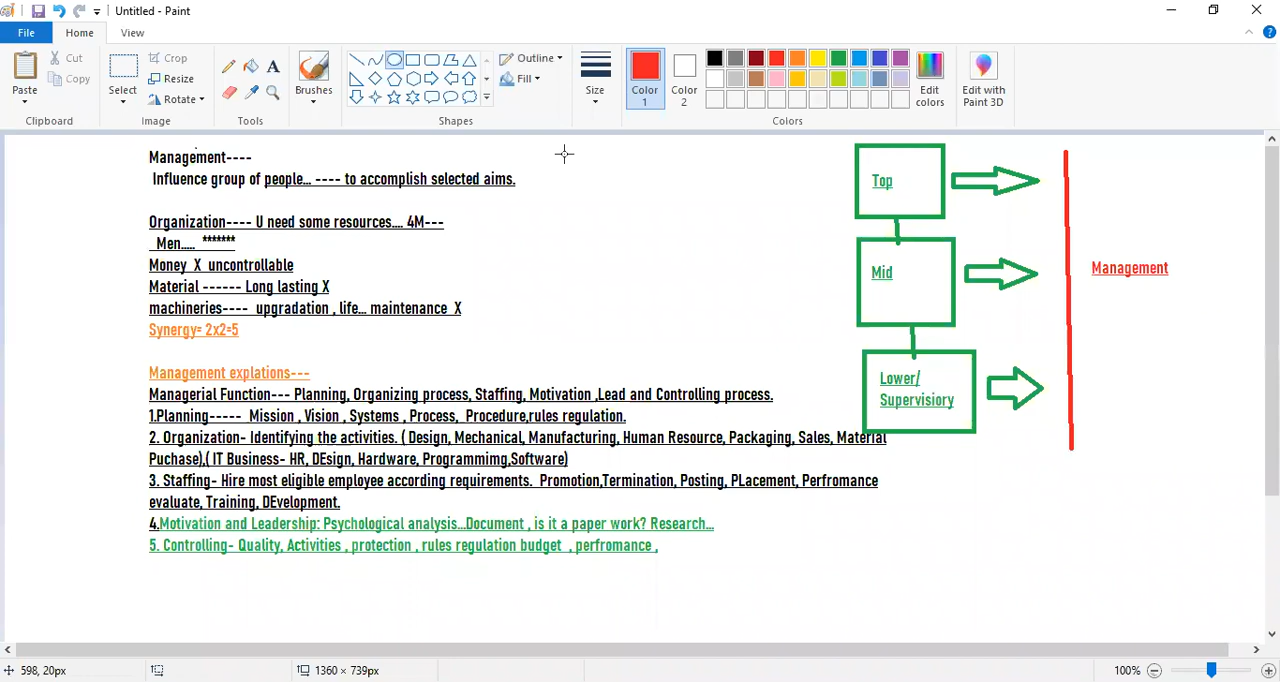 Untitled - Paint
File
Home
View
Paste
Cut
Copy
Clipboard
Select
Crop
Resize
Rotate
Image
Tools
Brushes
Outline
Fill
Shapes
Size
Color 1
Color 2
Edit colors
Colors
Edit with Paint 3D
Management----
Influence group of people... ---- to accomplish selected aims.
Organization---- U need some resources.... 4M---
Men..... *******
Money X uncontrollable
Material ------ Long lasting X
machineries---- upgradation , life... maintenance X
Synergy= 2x2=5
Management explations---
Managerial Function--- Planning, Organizing process, Staffing, Motivation ,Lead and Controlling process.
1.Planning----- Mission , Vision , Systems , Process, Procedure,rules regulation.
2. Organization- Identifying the activities. ( Design, Mechanical, Manufacturing, Human Resource, Packaging, Sales, Material
Puchase),( IT Business- HR, DEsign, Hardware, Programmimg,Software)
3. Staffing- Hire most eligible employee according requirements. Promotion,Termination, Posting, PLacement, Perfromance
evaluate, Training, DEvelopment.
4.Motivation and Leadership: Psychological analysis...Document , is it a paper work? Research...
5. Controlling- Quality, Activities , protection , rules regulation budget , perfromance ,
Top
Mid
Lower/
Supervisiory
Management
598, 20px
1360 × 739px
100%